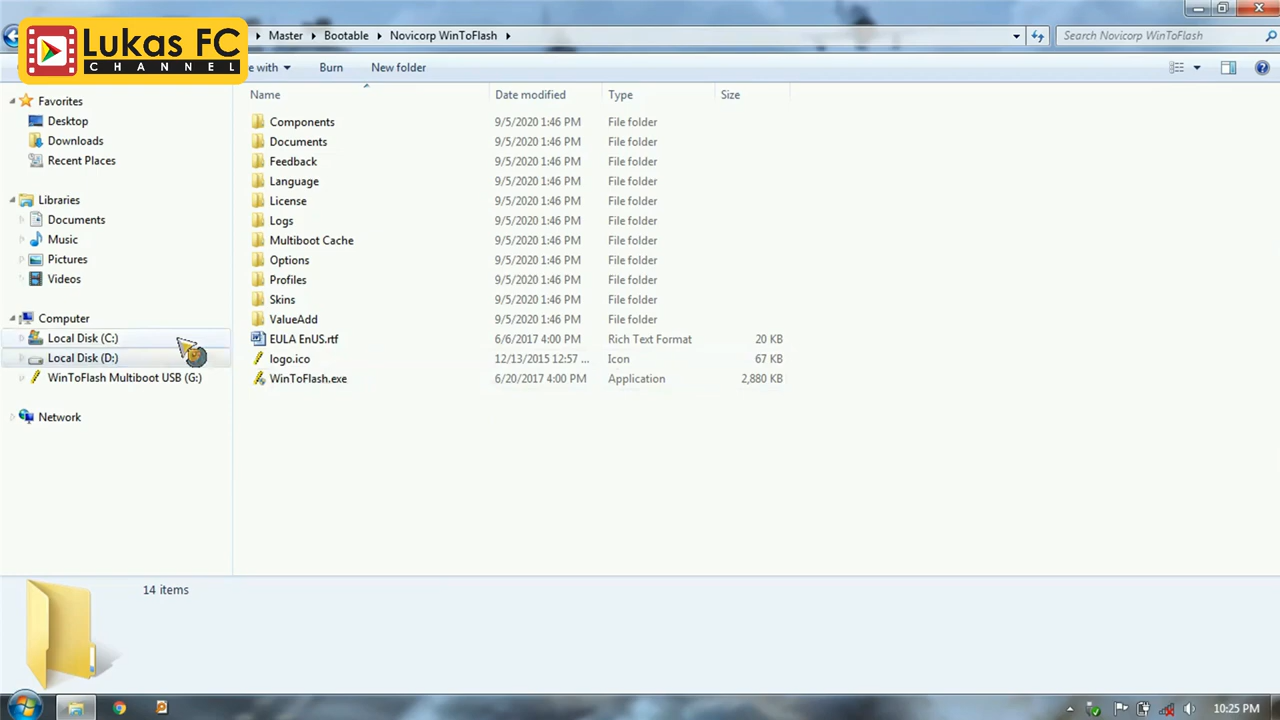 Lukas FC
CHANNEL
Master Bootable Novicorp WinToFlash
Search Novicorp WinToFlash
e with Burn New folder
Name Date modified Type Size
Favorites
Desktop
Downloads
Recent Places
Libraries
Documents
Music
Pictures
Videos
Computer
Local Disk (C:)
Local Disk (D:)
WinToFlash Multiboot USB (G:)
Network
Components 9/5/2020 1:46 PM File folder
Documents 9/5/2020 1:46 PM File folder
Feedback 9/5/2020 1:46 PM File folder
Language 9/5/2020 1:46 PM File folder
License 9/5/2020 1:46 PM File folder
Logs 9/5/2020 1:46 PM File folder
Multiboot Cache 9/5/2020 1:46 PM File folder
Options 9/5/2020 1:46 PM File folder
Profiles 9/5/2020 1:46 PM File folder
Skins 9/5/2020 1:46 PM File folder
ValueAdd 9/5/2020 1:46 PM File folder
EULA EnUS.rtf 6/6/2017 4:00 PM Rich Text Format 20 KB
logo.ico 12/13/2015 12:57 ... Icon 67 KB
WinToFlash.exe 6/20/2017 4:00 PM Application 2,880 KB
14 items
10:25 PM